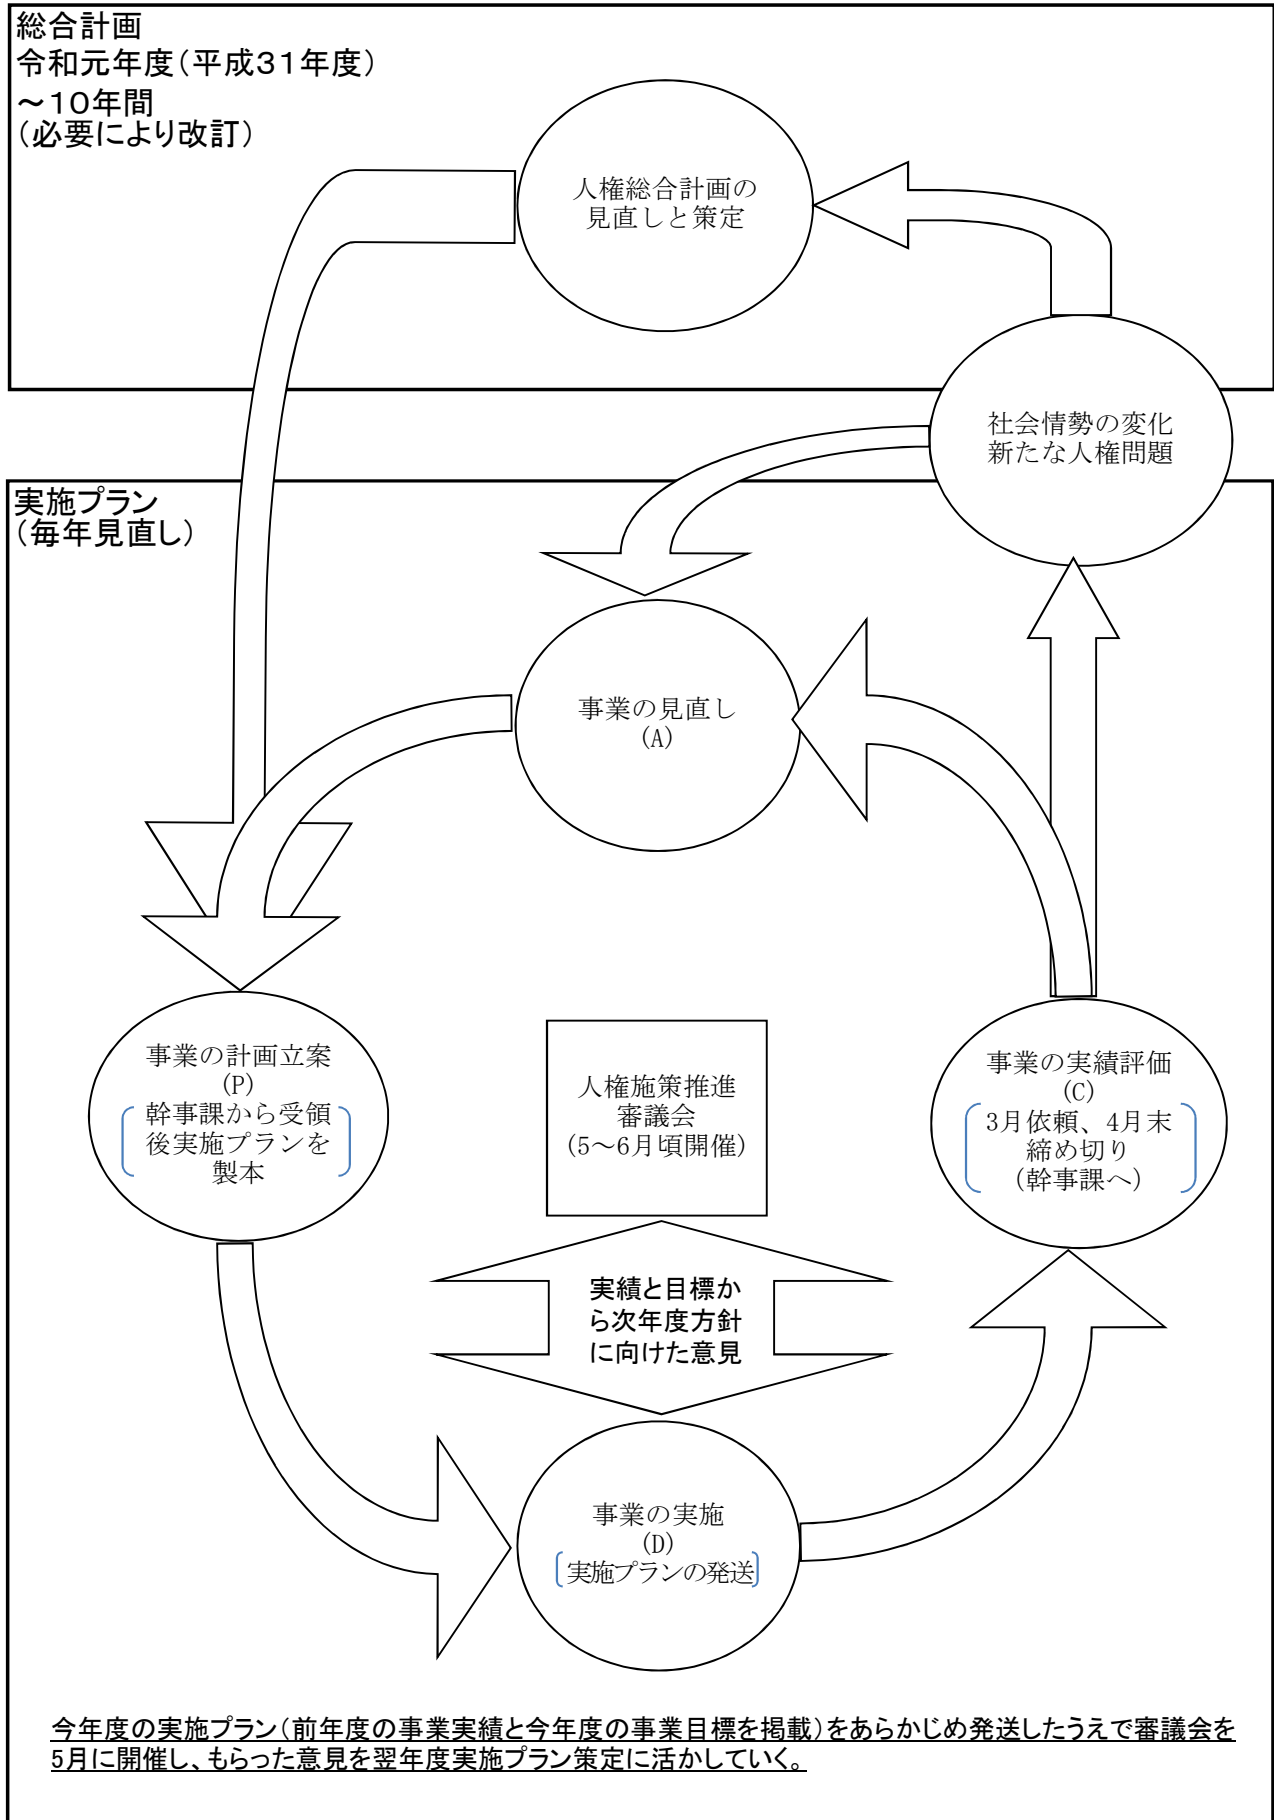 総合計画
令和元年度(平成31年度)
～10年間
(必要により改訂)
人権総合計画の
見直しと策定
社会情勢の変化
新たな人権問題
実施プラン
(毎年見直し)
事業の見直し
(A)
事業の計画立案
(P)
幹事課から受領
後実施プランを
製本
人権施策推進
審議会
(5～6月頃開催)
事業の実績評価
(C)
3月依頼、4月末
締め切り
(幹事課へ)
実績と目標か
ら次年度方針
に向けた意見
事業の実施
(D)
実施プランの発送
今年度の実施プラン(前年度の事業実績と今年度の事業目標を掲載)をあらかじめ発送したうえで審議会を
5月に開催し、もらった意見を翌年度実施プラン策定に活かしていく。